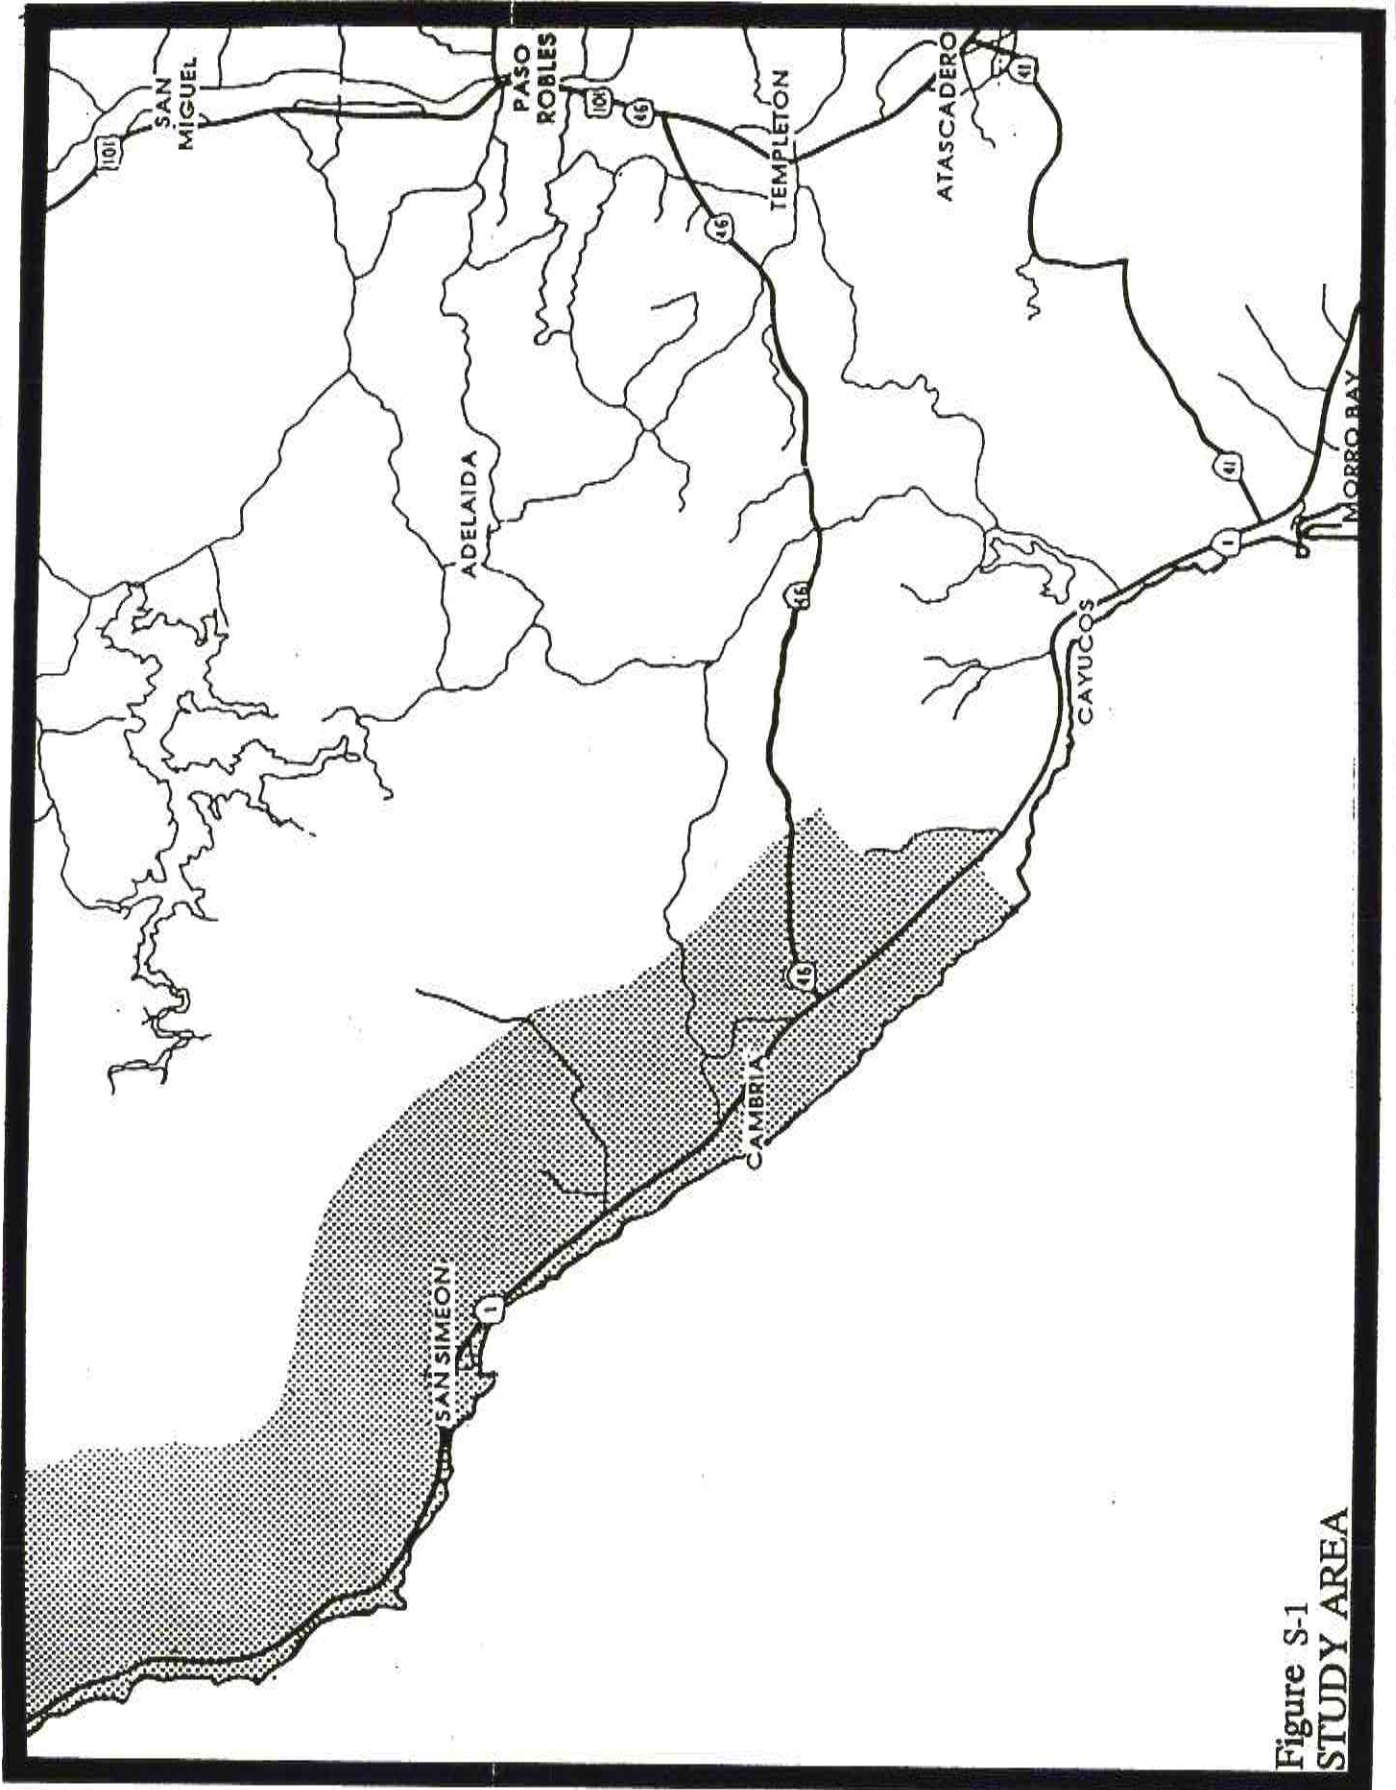 SAN
MIGUEL
101
PASO
ROBLES
101
46
TEMPLETON
ATASCADERO
41
46
ADELAIDA
46
41
MORRO BAY
1
CAYUCOS
46
CAMBRIA
SAN SIMEON
1
Figure S-1
STUDY AREA